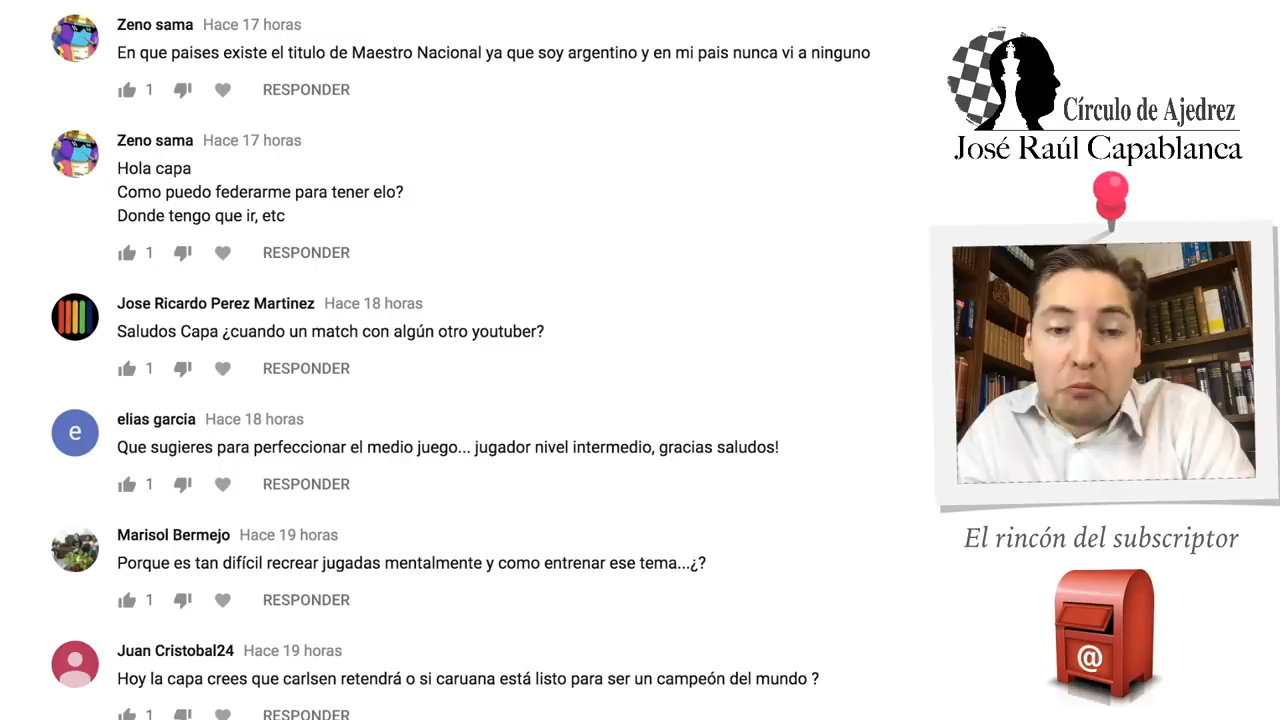 Zeno sama Hace 17 horas
En que paises existe el titulo de Maestro Nacional ya que soy argentino y en mi pais nunca vi a ninguno
1 RESPONDER
Zeno sama Hace 17 horas
Hola capa
Como puedo federarme para tener elo?
Donde tengo que ir, etc
1 RESPONDER
Jose Ricardo Perez Martinez Hace 18 horas
Saludos Capa ¿cuando un match con algún otro youtuber?
1 RESPONDER
e
elias garcia Hace 18 horas
Que sugieres para perfeccionar el medio juego... jugador nivel intermedio, gracias saludos!
1 RESPONDER
Marisol Bermejo Hace 19 horas
Porque es tan difícil recrear jugadas mentalmente y como entrenar ese tema...¿?
1 RESPONDER
Juan Cristobal24 Hace 19 horas
Hoy la capa crees que carlsen retendrá o si caruana está listo para ser un campeón del mundo ?
1 RESPONDER
Círculo de Ajedrez
José Raúl Capablanca
El rincón del subscriptor
@